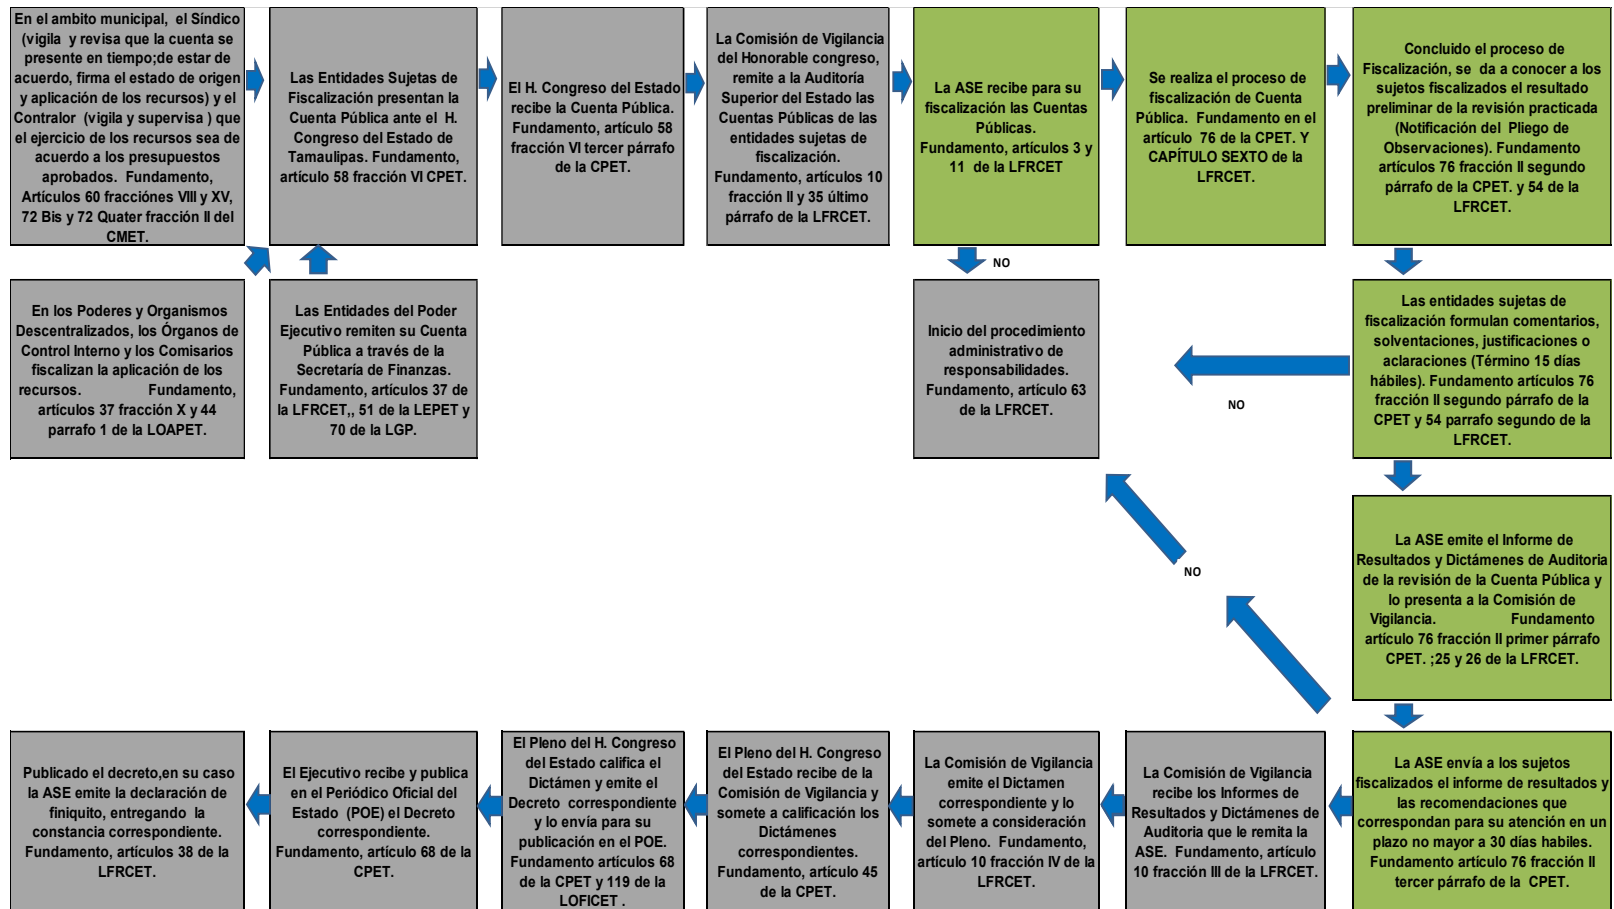 En el ambito municipal, el Síndico
(vigila y revisa que la cuenta se
presente en tiempo;de estar de
acuerdo, firma el estado de origen
y aplicación de los recursos) y el
Contralor (vigila y supervisa ) que
el ejercicio de los recursos sea de
acuerdo a los presupuestos
aprobados. Fundamento,
Artículos 60 fracciónes VIII y XV,
72 Bis y 72 Quater fracción II del
CMET.
Las Entidades Sujetas de
Fiscalización presentan la
Cuenta Pública ante el H.
Congreso del Estado de
Tamaulipas. Fundamento,
artículo 58 fracción VI CPET.
El H. Congreso del Estado
recibe la Cuenta Pública.
Fundamento, artículo 58
fracción VI tercer párrafo
de la CPET.
La Comisión de Vigilancia
del Honorable congreso,
remite a la Auditoría
Superior del Estado las
Cuentas Públicas de las
entidades sujetas de
fiscalización.
Fundamento, artículos 10
fracción II y 35 último
párrafo de la LFRCET.
La ASE recibe para su
fiscalización las Cuentas
Públicas.
Fundamento, artículos 3 y
11 de la LFRCET
Se realiza el proceso de
fiscalización de Cuenta
Pública. Fundamento en el
artículo 76 de la CPET. Y
CAPÍTULO SEXTO de la
LFRCET.
Concluido el proceso de
Fiscalización, se da a conocer a los
sujetos fiscalizados el resultado
preliminar de la revisión practicada
(Notificación del Pliego de
Observaciones). Fundamento
artículos 76 fracción II segundo
párrafo de la CPET. y 54 de la
LFRCET.
NO
En los Poderes y Organismos
Descentralizados, los Órganos de
Control Interno y los Comisarios
fiscalizan la aplicación de los
recursos. Fundamento,
artículos 37 fracción X y 44
parrafo 1 de la LOAPET.
Las Entidades del Poder
Ejecutivo remiten su Cuenta
Pública a través de la
Secretaría de Finanzas.
Fundamento, artículos 37 de
la LFRCET,, 51 de la LEPET y
70 de la LGP.
Inicio del procedimiento
administrativo de
responsabilidades.
Fundamento, artículo 63
de la LFRCET.
NO
Las entidades sujetas de
fiscalización formulan comentarios,
solventaciones, justificaciones o
aclaraciones (Término 15 días
hábiles). Fundamento artículos 76
fracción II segundo párrafo de la
CPET y 54 parrafo segundo de la
LFRCET.
NO
La ASE emite el Informe de
Resultados y Dictámenes de Auditoria
de la revisión de la Cuenta Pública y
lo presenta a la Comisión de
Vigilancia. Fundamento
artículo 76 fracción II primer párrafo
CPET. ;25 y 26 de la LFRCET.
Publicado el decreto,en su caso
la ASE emite la declaración de
finiquito, entregando la
constancia correspondiente.
Fundamento, artículos 38 de la
LFRCET.
El Ejecutivo recibe y publica
en el Periódico Oficial del
Estado (POE) el Decreto
correspondiente.
Fundamento, artículo 68 de la
CPET.
El Pleno del H. Congreso
del Estado califica el
Dictámen y emite el
Decreto correspondiente
y lo envía para su
publicación en el POE.
Fundamento artículos 68
de la CPET y 119 de la
LOFICET .
El Pleno del H. Congreso
del Estado recibe de la
Comisión de Vigilancia y
somete a calificación los
Dictámenes
correspondientes.
Fundamento, artículo 45
de la CPET.
La Comisión de Vigilancia
emite el Dictamen
correspondiente y lo
somete a consideración
del Pleno. Fundamento,
artículo 10 fracción IV de la
LFRCET.
La Comisión de Vigilancia
recibe los Informes de
Resultados y Dictámenes de
Auditoria que le remita la
ASE. Fundamento, artículo
10 fracción III de la LFRCET.
La ASE envía a los sujetos
fiscalizados el informe de resultados y
las recomendaciones que
correspondan para su atención en un
plazo no mayor a 30 días habiles.
Fundamento artículo 76 fracción II
tercer párrafo de la CPET.